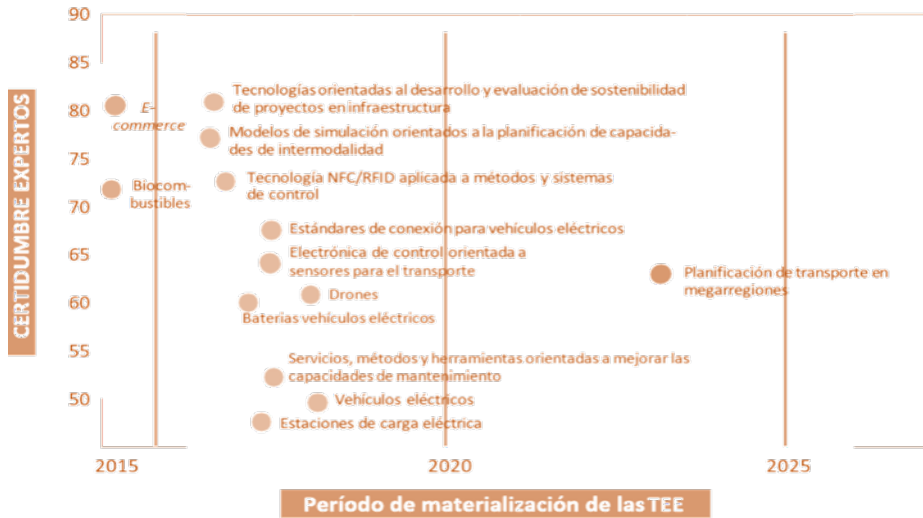 90
85
80
75
70
65
60
55
50
CERTIDUMBRE EXPERTOS
E-
commerce
Biocom-
bustibles
Tecnologías orientadas al desarrollo y evaluación de sostenibilidad
de proyectos en infraestructura
Modelos de simulación orientados a la planificación de capacida-
des de intermodalidad
Tecnología NFC/RFID aplicada a métodos y sistemas
de control
Estándares de conexión para vehículos eléctricos
Electrónica de control orientada a
sensores para el transporte
Drones
Baterías vehículos eléctricos
Planificación de transporte en
megarregiones
Servicios, métodos y herramientas orientadas a mejorar las
capacidades de mantenimiento
Vehículos eléctricos
Estaciones de carga eléctrica
2015
2020
2025
Período de materialización de las TEE